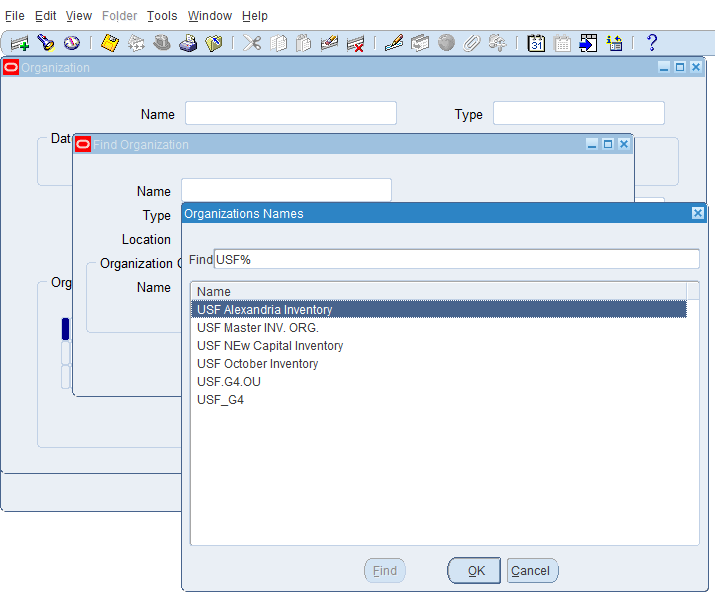 File Edit View Folder Tools Window Help
31
?
Organization
Name
Type
Dat
Find Organization
Name
Type
Location
Organization C
Name
Org
Organizations Names
Find USF%
Name
USF Alexandria Inventory
USF Master INV. ORG.
USF NEw Capital Inventory
USF October Inventory
USF.G4.OU
USF_G4
Find OK Cancel